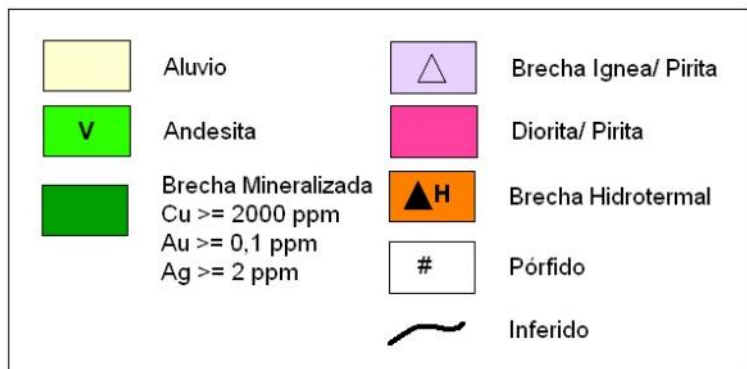 Aluvio
V
Andesita
Brecha Mineralizada
Cu >= 2000 ppm
Au >= 0,1 ppm
Ag >= 2 ppm
Brecha Ignea/ Pirita
Diorita/ Pirita
H
Brecha Hidrotermal
#
Pórfido
Inferido